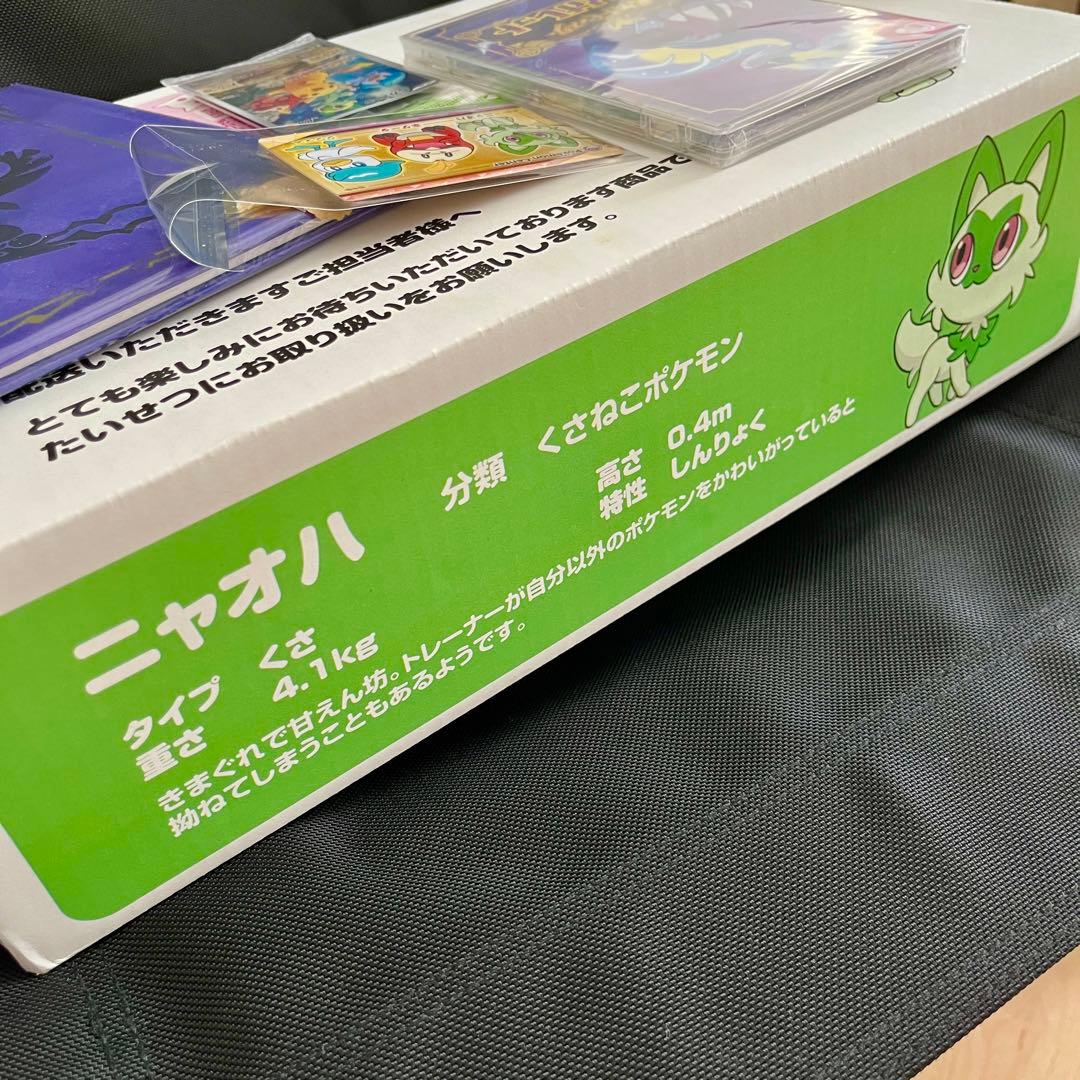 配送いただきますご担当者様へ
とても楽しみにお待ちいただいております商品で
たいせつにお取り扱いをお願いします。
ニャオハ
分類 くさねこポケモン
タイプ くさ
高さ 0.4m
重さ 4.1kg
特性 しんりょく
きまぐれで甘えん坊。トレーナーが自分以外のポケモンをかわいがっていると
拗ねてしまうこともあるようです。